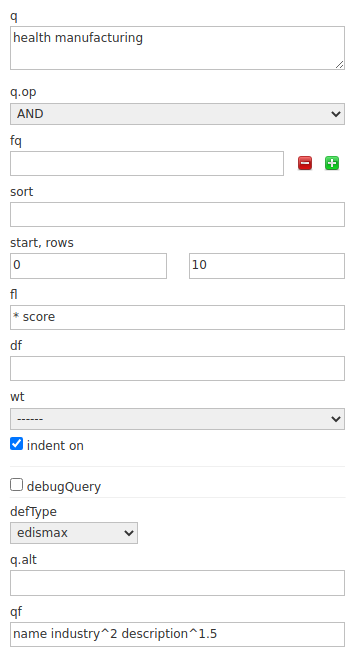 q
health manufacturing
q.op
AND
fq
sort
start, rows
0 10
fl
* score
df
wt
------
indent on
debugQuery
defType
edismax
q.alt
qf
name industry^2 description^1.5